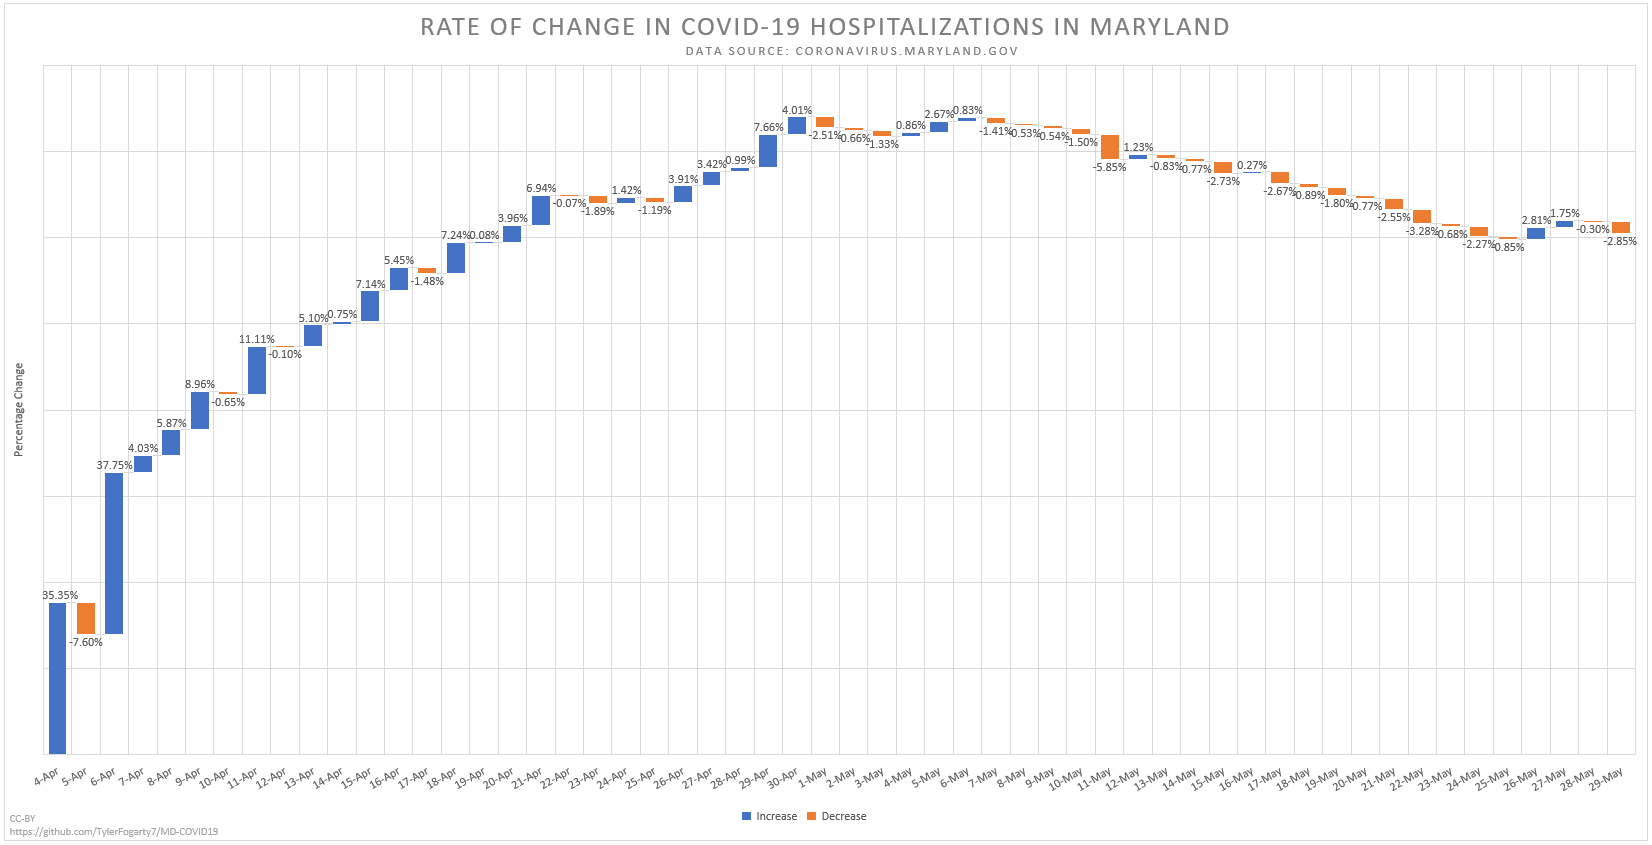 RATE OF CHANGE IN COVID-19 HOSPITALIZATIONS IN MARYLAND
DATA SOURCE: CORONAVIRUS.MARYLAND.GOV
Percentage Change
35.35%
-7.60%
37.75%
4.03%
5.87%
8.96%
-0.65%
11.11%
-0.10%
5.10%
0.75%
7.14%
5.45%
-1.48%
7.24%
0.08%
3.96%
6.94%
-0.07%
-1.89%
1.42%
-1.19%
3.91%
3.42%
0.99%
7.66%
4.01%
-2.51%
-0.66%
-1.33%
0.86%
2.67%
0.83%
-1.41%
-0.53%
-0.54%
-1.50%
-5.85%
1.23%
-0.83%
-0.77%
-2.73%
0.27%
-2.67%
-0.89%
-1.80%
-0.77%
-2.55%
-3.28%
-0.68%
-2.27%
-0.85%
2.81%
1.75%
-0.30%
-2.85%
4-Apr
5-Apr
6-Apr
7-Apr
8-Apr
9-Apr
10-Apr
11-Apr
12-Apr
13-Apr
14-Apr
15-Apr
16-Apr
17-Apr
18-Apr
19-Apr
20-Apr
21-Apr
22-Apr
23-Apr
24-Apr
25-Apr
26-Apr
27-Apr
28-Apr
29-Apr
30-Apr
1-May
2-May
3-May
4-May
5-May
6-May
7-May
8-May
9-May
10-May
11-May
12-May
13-May
14-May
15-May
16-May
17-May
18-May
19-May
20-May
21-May
22-May
23-May
24-May
25-May
26-May
27-May
28-May
29-May
Increase
Decrease
CC-BY
https://github.com/TylerFogarty7/MD-COVID19